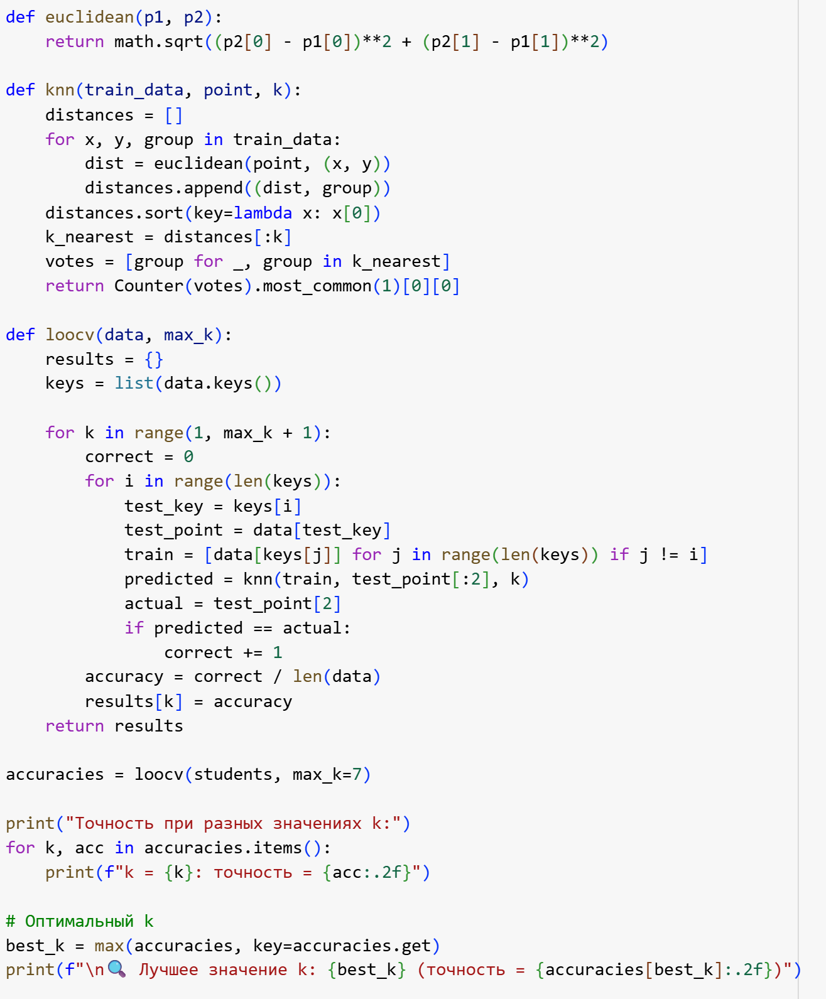 def euclidean(p1, p2):
    return math.sqrt((p2[0] - p1[0])**2 + (p2[1] - p1[1])**2)

def knn(train_data, point, k):
    distances = []
    for x, y, group in train_data:
        dist = euclidean(point, (x, y))
        distances.append((dist, group))
    distances.sort(key=lambda x: x[0])
    k_nearest = distances[:k]
    votes = [group for _, group in k_nearest]
    return Counter(votes).most_common(1)[0][0]

def loocv(data, max_k):
    results = {}
    keys = list(data.keys())

    for k in range(1, max_k + 1):
        correct = 0
        for i in range(len(keys)):
            test_key = keys[i]
            test_point = data[test_key]
            train = [data[keys[j]] for j in range(len(keys)) if j != i]
            predicted = knn(train, test_point[:2], k)
            actual = test_point[2]
            if predicted == actual:
                correct += 1
        accuracy = correct / len(data)
        results[k] = accuracy
    return results

accuracies = loocv(students, max_k=7)

print("Точность при разных значениях k:")
for k, acc in accuracies.items():
    print(f"k = {k}: точность = {acc:.2f}")

# Оптимальный k
best_k = max(accuracies, key=accuracies.get)
print(f"\n🔍 Лучшее значение k: {best_k} (точность = {accuracies[best_k]:.2f})")